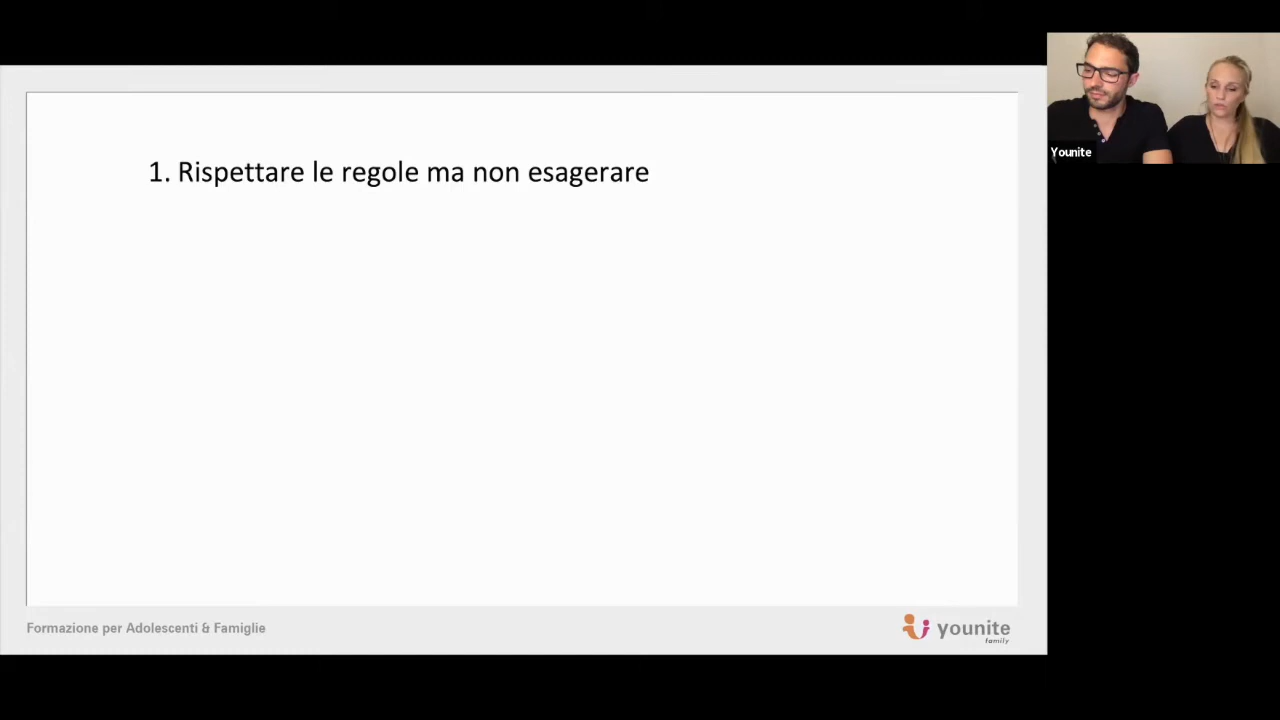 1. Rispettare le regole ma non esagerare
Younite
Formazione per Adolescenti & Famiglie
younite
family